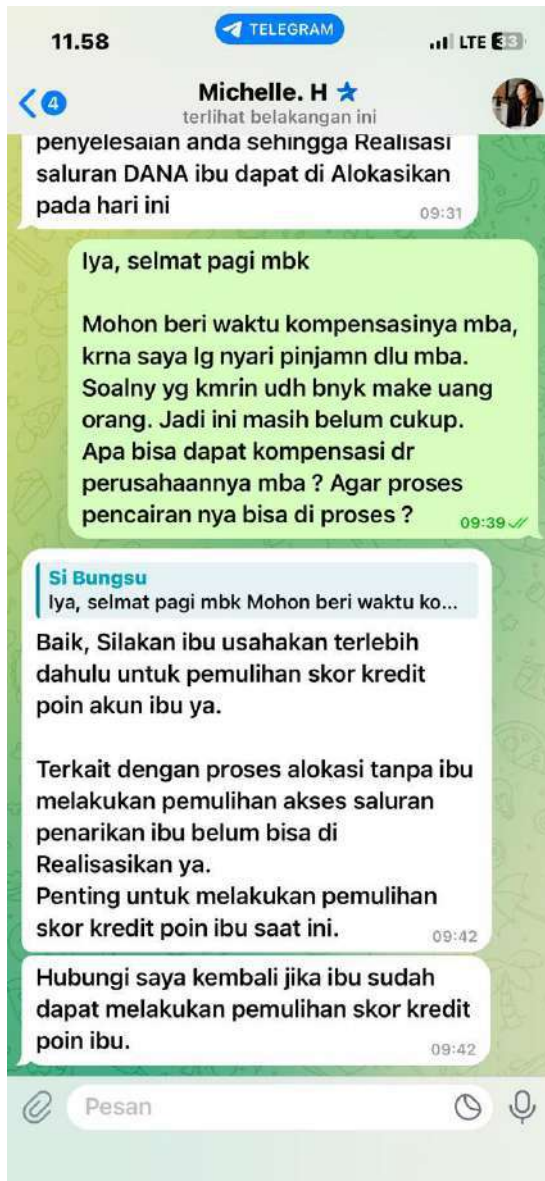 11.58
TELEGRAM
LTE 33
4
Michelle. H
terlihat belakangan ini
penyelesaian anda sehingga Realisasi
saluran DANA ibu dapat di Alokasikan
pada hari ini
09:31
Iya, selmat pagi mbk
Mohon beri waktu kompensasinya mba,
krna saya lg nyari pinjamn dlu mba.
Soalny yg kmrin udh bnyk make uang
orang. Jadi ini masih belum cukup.
Apa bisa dapat kompensasi dr
perusahaannya mba ? Agar proses
pencairan nya bisa di proses ?
09:39
Si Bungsu
Iya, selmat pagi mbk Mohon beri waktu ko...
Baik, Silakan ibu usahakan terlebih
dahulu untuk pemulihan skor kredit
poin akun ibu ya.
Terkait dengan proses alokasi tanpa ibu
melakukan pemulihan akses saluran
penarikan ibu belum bisa di
Realisasikan ya.
Penting untuk melakukan pemulihan
skor kredit poin ibu saat ini.
09:42
Hubungi saya kembali jika ibu sudah
dapat melakukan pemulihan skor kredit
poin ibu.
09:42
Pesan